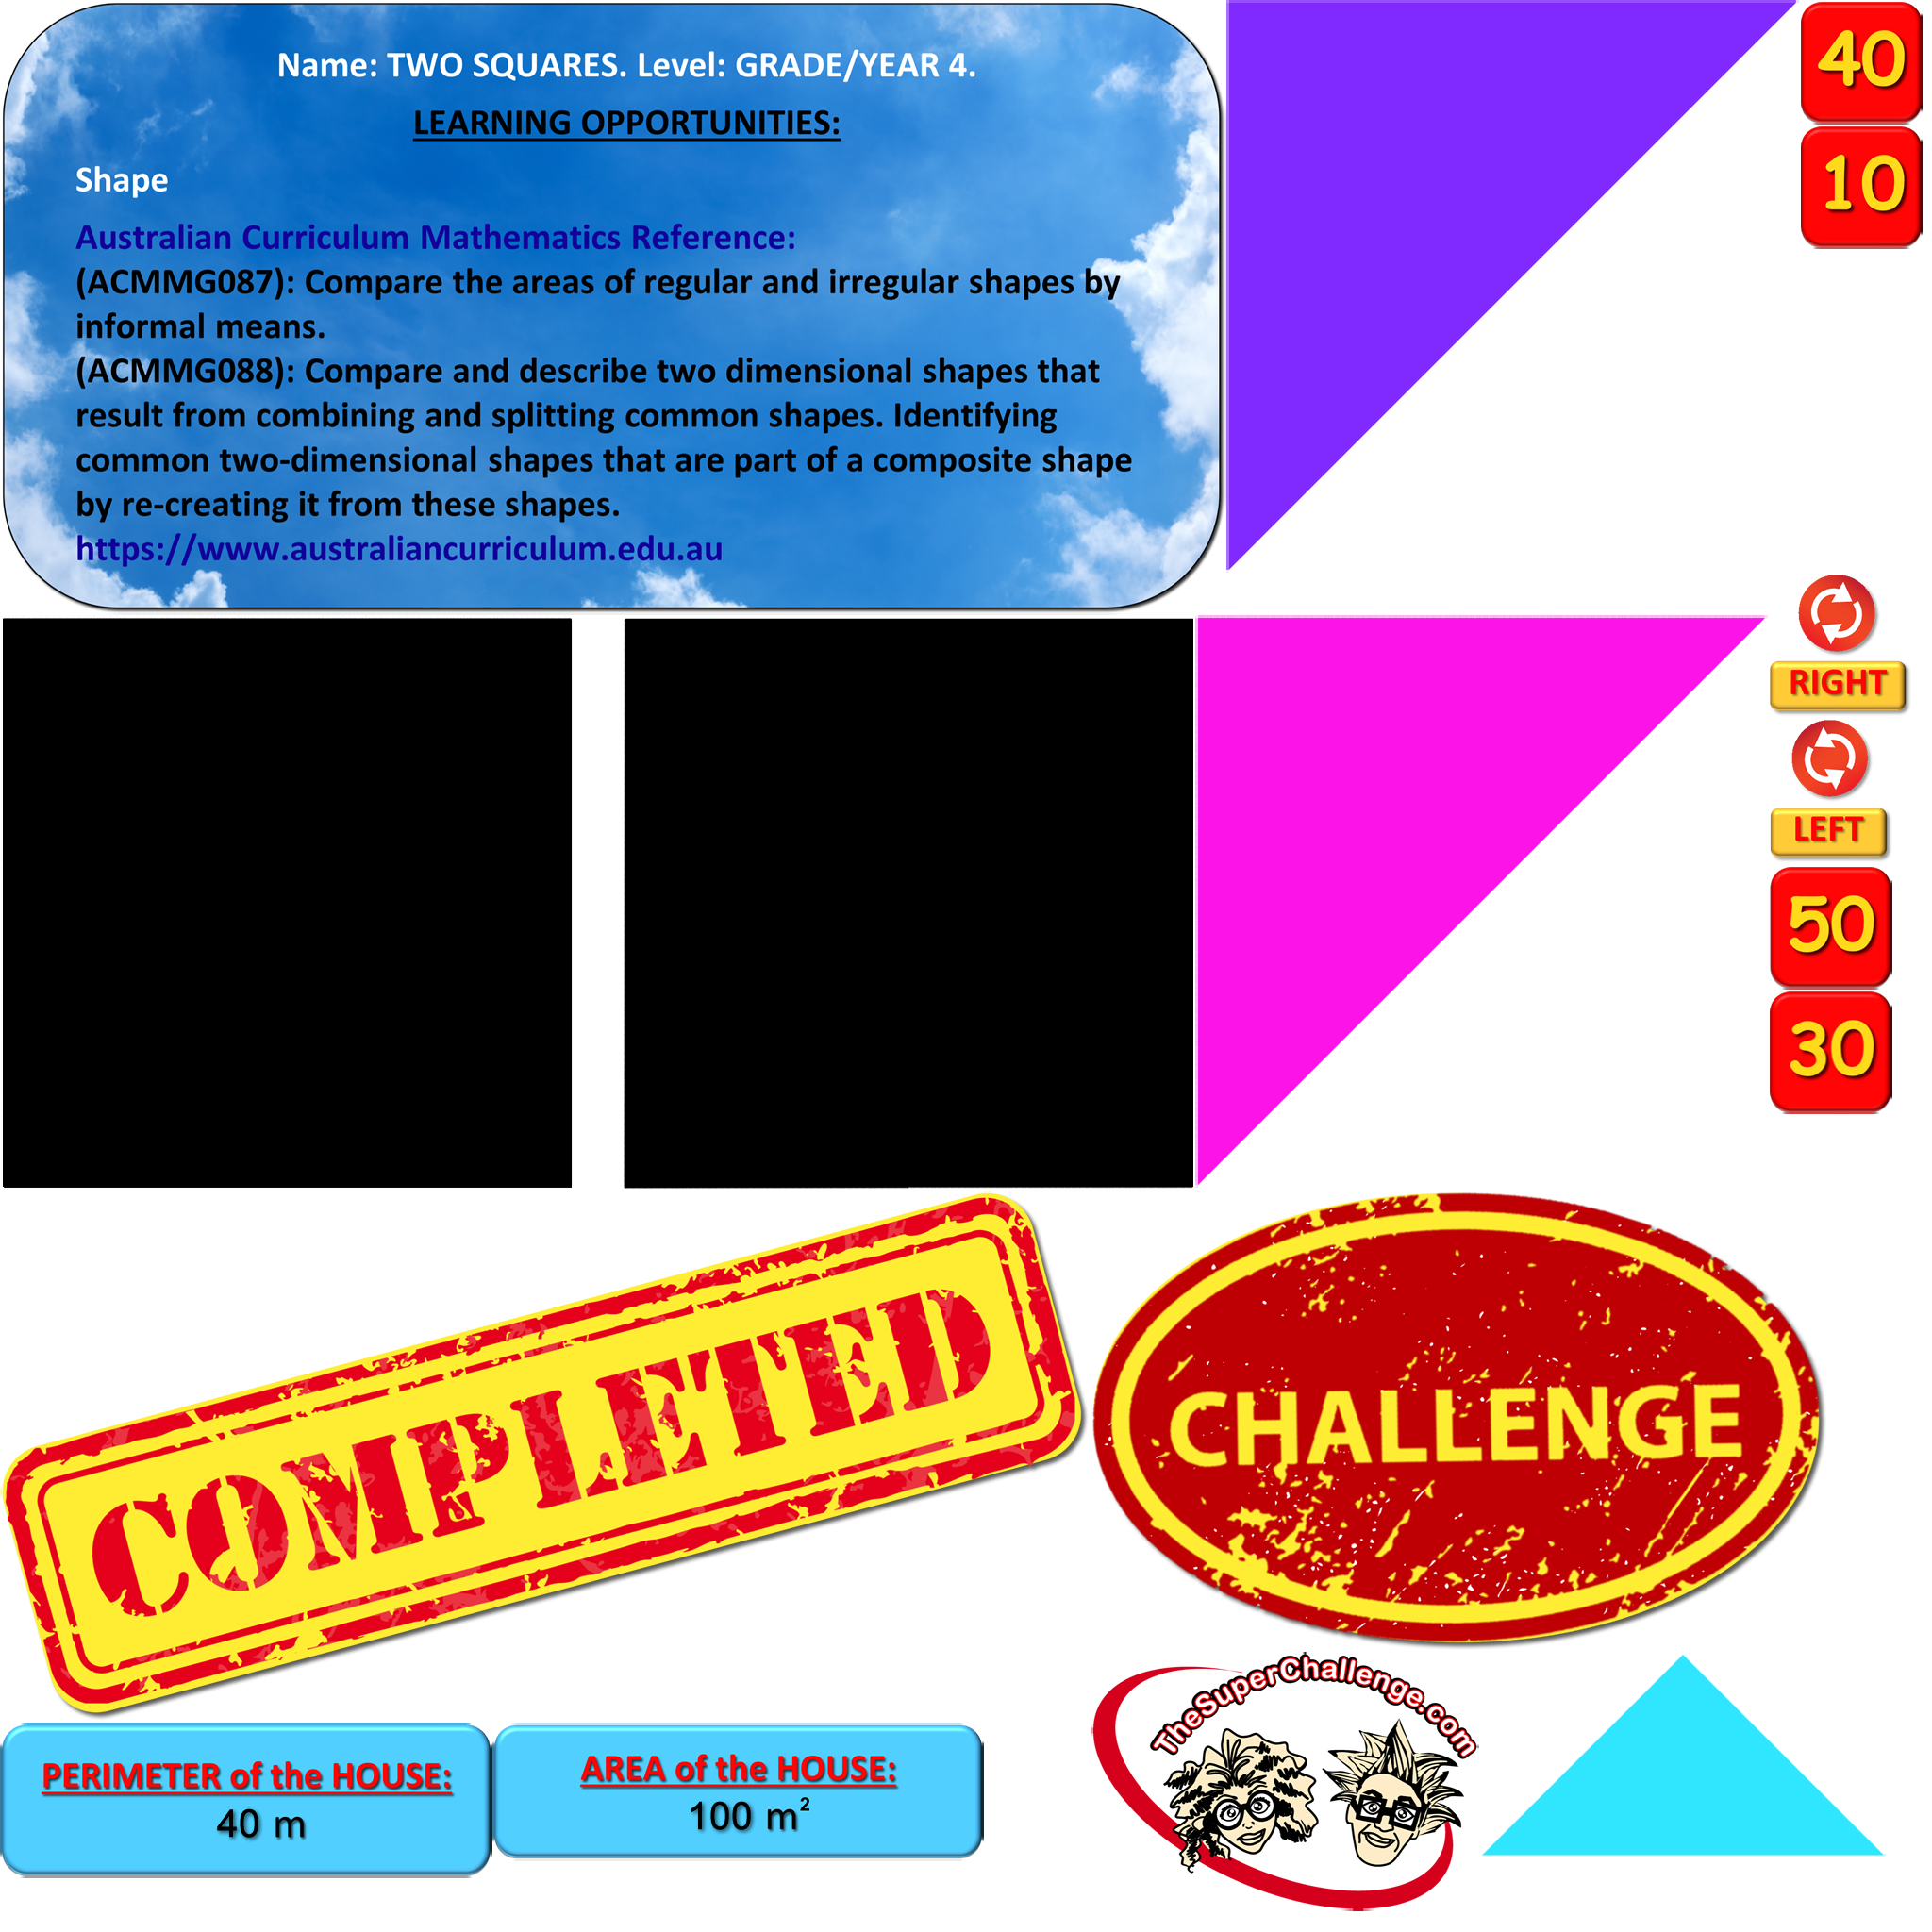 Name: TWO SQUARES. Level: GRADE/YEAR 4.
LEARNING OPPORTUNITIES:
Shape
Australian Curriculum Mathematics Reference:
(ACMMG087): Compare the areas of regular and irregular shapes by
informal means.
(ACMMG088): Compare and describe two dimensional shapes that
result from combining and splitting common shapes. Identifying
common two-dimensional shapes that are part of a composite shape
by re-creating it from these shapes.
https://www.australiancurriculum.edu.au
40
10
RIGHT
LEFT
50
30
COMPLETED
CHALLENGE
TheSuperChallenge.com
PERIMETER of the HOUSE:
40 m
AREA of the HOUSE:
100 m²